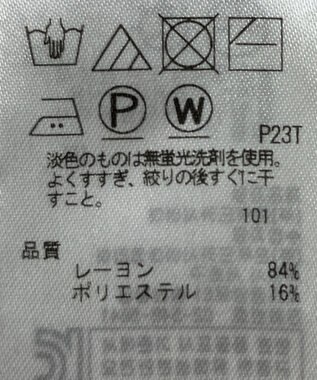 P W
P23T
淡色のものは無蛍光洗剤を使用。
よくすすぎ、絞りの後すぐに干
すこと。
101
品質
レーヨン 84%
ポリエステル 16%